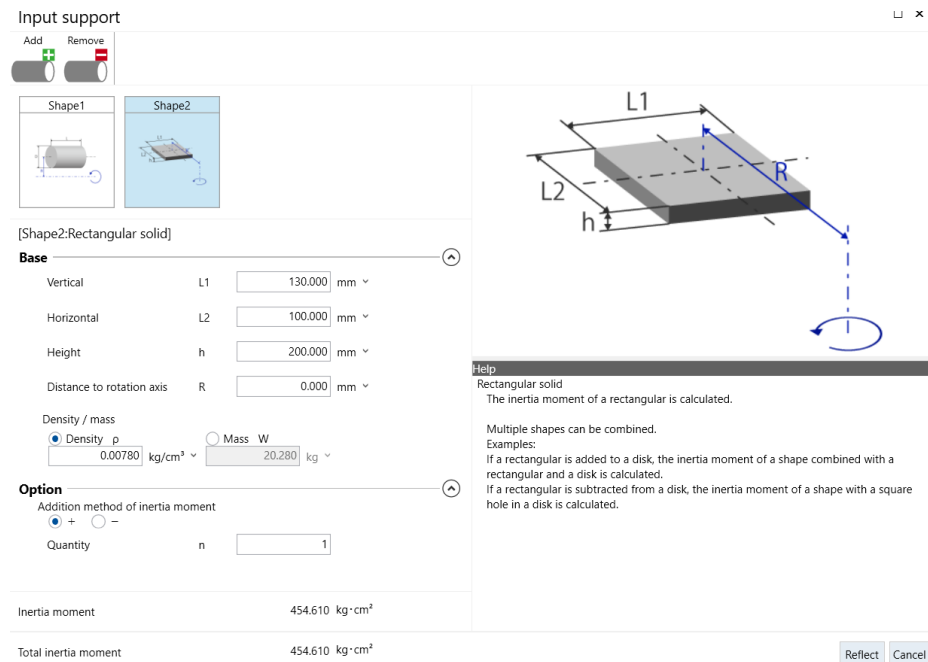 Input support
Add Remove
Shape1 Shape2
[Shape2:Rectangular solid]
Base
Vertical L1 130.000 mm
Horizontal L2 100.000 mm
Height h 200.000 mm
Distance to rotation axis R 0.000 mm
Density / mass
Density ρ Mass W
0.00780 kg/cm³ 20.280 kg
Option
Addition method of inertia moment
+ −
Quantity n 1
Inertia moment 454.610 kg·cm²
Total inertia moment 454.610 kg·cm²
L1
L2
h
R
Help
Rectangular solid
The inertia moment of a rectangular is calculated.
Multiple shapes can be combined.
Examples:
If a rectangular is added to a disk, the inertia moment of a shape combined with a
rectangular and a disk is calculated.
If a rectangular is subtracted from a disk, the inertia moment of a shape with a square
hole in a disk is calculated.
Reflect Cancel